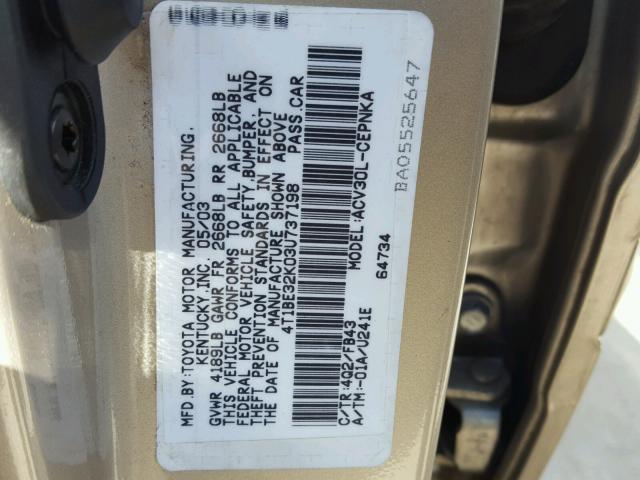 MFD.BY:TOYOTA MOTOR MANUFACTURING.
KENTUCKY,INC. 05/03
GVWR 4189LB GAWR FR 2668LB RR 2668LB
THIS VEHICLE CONFORMS TO ALL APPLICABLE
FEDERAL MOTOR VEHICLE SAFETY,BUMPER, AND
THEFT PREVENTION STANDARDS IN EFFECT ON
THE DATE OF MANUFACTURE SHOWN ABOVE
4T1BE32K03U737198 PASS.CAR
MODEL:ACV30L-CEPNKA
64734
C/TR:4Q2/FB43
A/TM:-01A/U241E
BA05525647